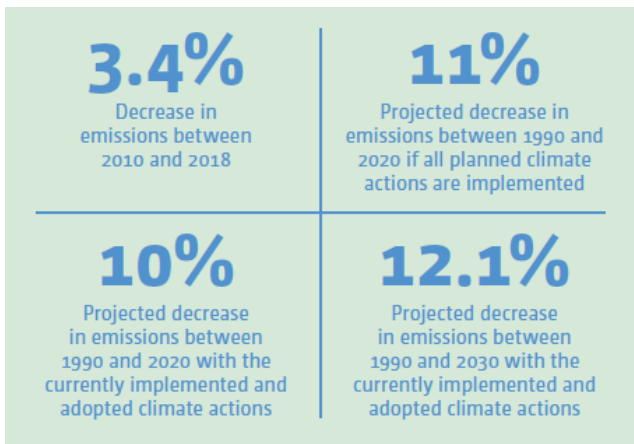 3.4%
Decrease in
emissions between
2010 and 2018
11%
Projected decrease in
emissions between 1990 and
2020 if all planned climate
actions are implemented
10%
Projected decrease
in emissions between
1990 and 2020 with the
currently implemented and
adopted climate actions
12.1%
Projected decrease
in emissions between
1990 and 2030 with the
currently implemented and
adopted climate actions